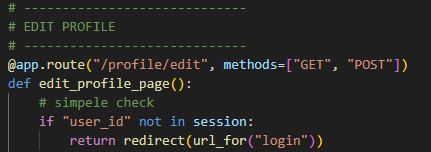 # -----------------------------
# EDIT PROFILE
# -----------------------------
@app.route("/profile/edit", methods=["GET", "POST"])
def edit_profile_page():
    # simpele check
    if "user_id" not in session:
        return redirect(url_for("login"))